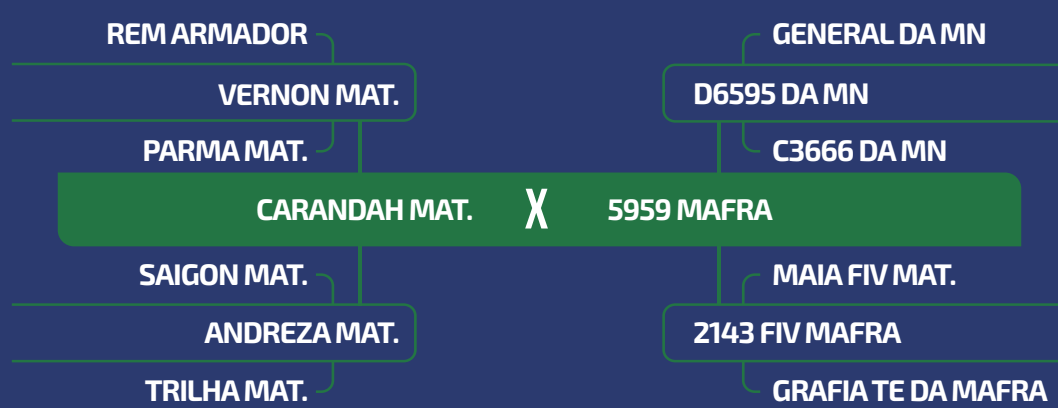 REM ARMADOR
GENERAL DA MN
VERNON MAT.
D6595 DA MN
PARMA MAT.
C3666 DA MN
CARANDAH MAT. X 5959 MAFRA
SAIGON MAT.
MAIA FIV MAT.
ANDREZA MAT.
2143 FIV MAFRA
TRILHA MAT.
GRAFIA TE DA MAFRA